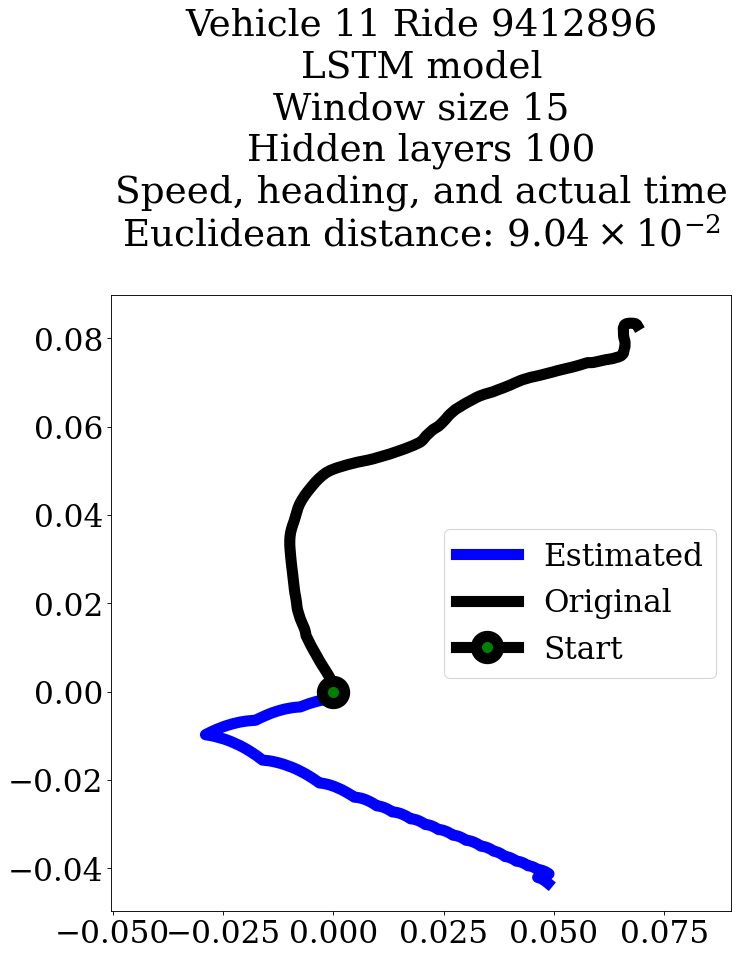 Vehicle 11 Ride 9412896
LSTM model
Window size 15
Hidden layers 100
Speed, heading, and actual time
Euclidean distance: 9.04 × 10⁻²
0.08
0.06
0.04
Estimated
Original
0.02
Start
0.00
−0.02
−0.04
−0.050 −0.025 0.000 0.025 0.050 0.075